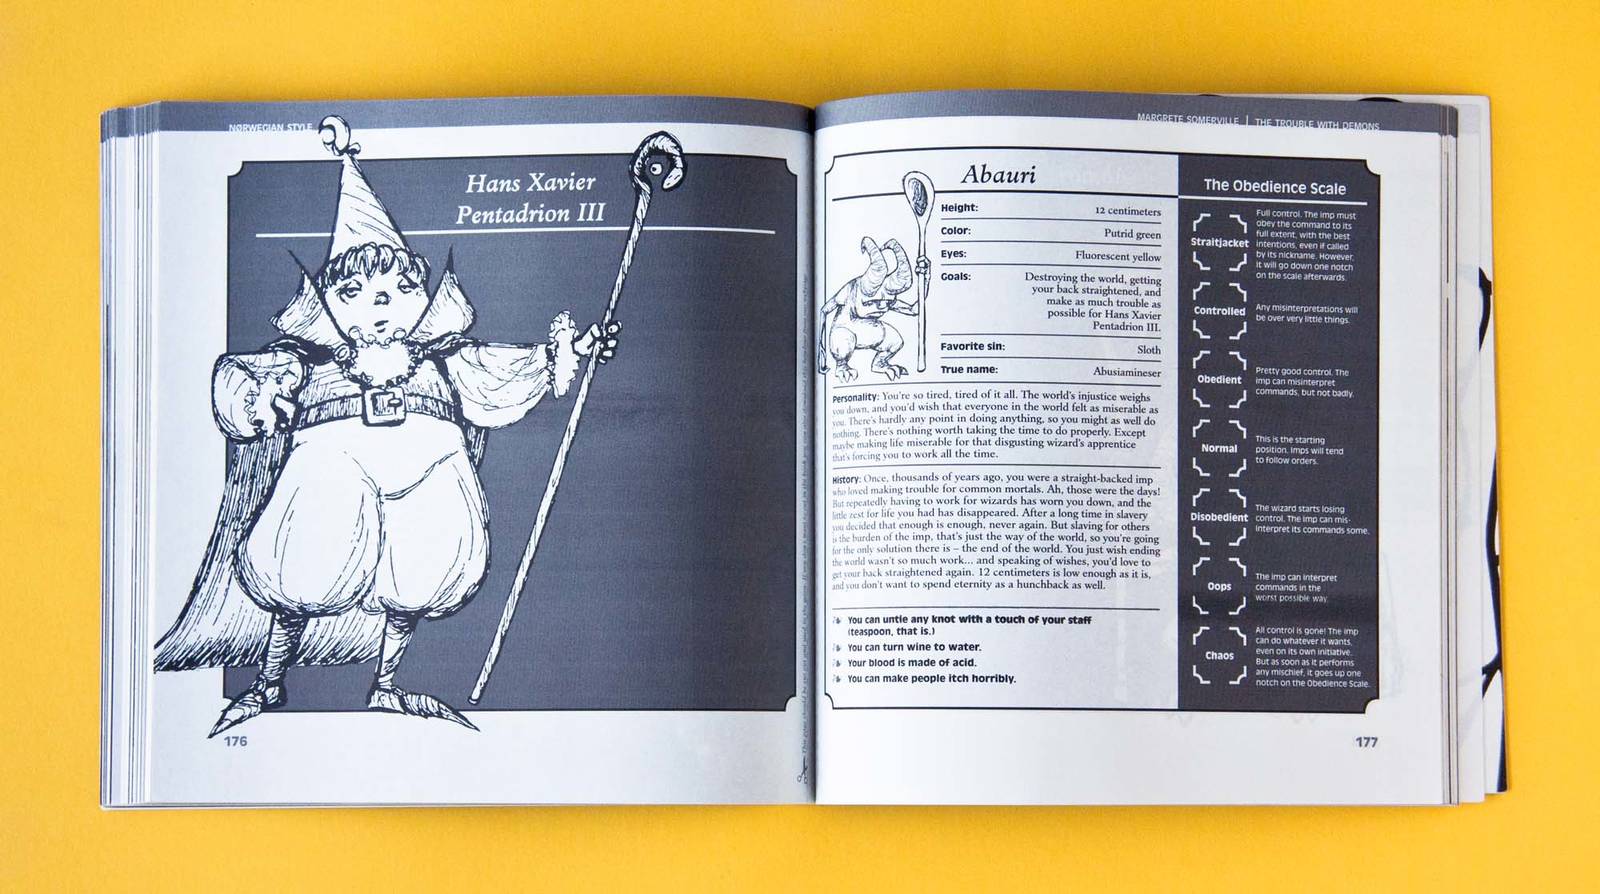 NØRWEGIAN STYLE
Hans Xavier
Pentadrion III
176
MARGRETE SOMERVILLE | THE TROUBLE WITH DEMONS
Abauri
Height: 12 centimeters
Color: Putrid green
Eyes: Fluorescent yellow
Goals: Destroying the world, getting
your back straightened, and
make as much trouble as
possible for Hans Xavier
Pentadrion III.
Favorite sin: Sloth
True name: Abusiamineser
Personality: You're so tired, tired of it all. The world's injustice weighs
you down, and you'd wish that everyone in the world felt as miserable as
you. There's hardly any point in doing anything, so you might as well do
nothing. There's nothing worth taking the time to do properly. Except
maybe making life miserable for that disgusting wizard's apprentice
that's forcing you to work all the time.
History: Once, thousands of years ago, you were a straight-backed imp
who loved making trouble for common mortals. Ah, those were the days!
But repeatedly having to work for wizards has worn you down, and the
little zest for life you had has disappeared. After a long time in slavery
you decided that enough is enough, never again. But slaving for others
is the burden of the imp, that's just the way of the world, so you're going
for the only solution there is – the end of the world. You just wish ending
the world wasn't so much work... and speaking of wishes, you'd love to
get your back straightened again. 12 centimeters is low enough as it is,
and you don't want to spend eternity as a hunchback as well.
You can untie any knot with a touch of your staff
(teaspoon, that is.)
You can turn wine to water.
Your blood is made of acid.
You can make people itch horribly.
The Obedience Scale
Straitjacket
Full control. The imp must
obey the command to its
full extent, with the best
intentions, even if called
by its nickname. However,
it will go down one notch
on the scale afterwards.
Controlled
Any misinterpretations will
be over very little things.
Obedient
Pretty good control. The
imp can misinterpret
commands, but not badly.
Normal
This is the starting
position. Imps will tend
to follow orders.
Disobedient
The wizard starts losing
control. The imp can mis-
interpret its commands some.
Oops
The imp can interpret
commands in the
worst possible way.
Chaos
All control is gone! The imp
can do whatever it wants,
even on its own initiative.
But as soon as it performs
any mischief, it goes up one
notch on the Obedience Scale.
177